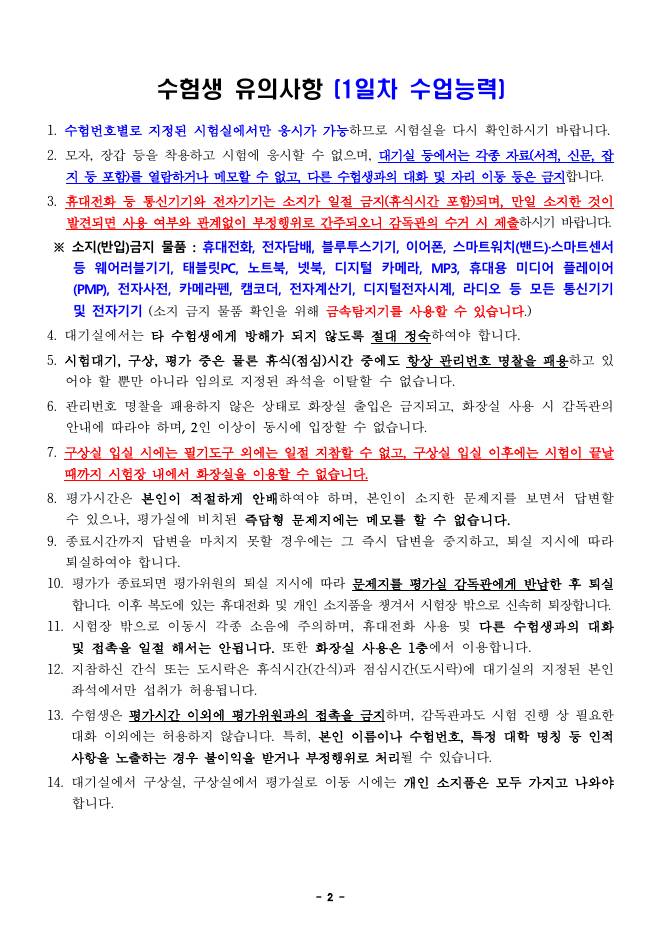 수험생 유의사항 [1일차 수업능력]
1. 수험번호별로 지정된 시험실에서만 응시가 가능하므로 시험실을 다시 확인하시기 바랍니다.
2. 모자, 장갑 등을 착용하고 시험에 응시할 수 없으며, 대기실 등에서는 각종 자료(서적, 신문, 잡
지 등 포함)를 열람하거나 메모할 수 없고, 다른 수험생과의 대화 및 자리 이동 등은 금지합니다.
3. 휴대전화 등 통신기기와 전자기기는 소지가 일절 금지(휴식시간 포함)되며, 만일 소지한 것이
발견되면 사용 여부와 관계없이 부정행위로 간주되오니 감독관의 수거 시 제출하시기 바랍니다.
※ 소지(반입)금지 물품 : 휴대전화, 전자담배, 블루투스기기, 이어폰, 스마트워치(밴드)·스마트센서
등 웨어러블기기, 태블릿PC, 노트북, 넷북, 디지털 카메라, MP3, 휴대용 미디어 플레이어
(PMP), 전자사전, 카메라펜, 캠코더, 전자계산기, 디지털전자시계, 라디오 등 모든 통신기기
및 전자기기 (소지 금지 물품 확인을 위해 금속탐지기를 사용할 수 있습니다.)
4. 대기실에서는 타 수험생에게 방해가 되지 않도록 절대 정숙하여야 합니다.
5. 시험대기, 구상, 평가 중은 물론 휴식(점심)시간 중에도 항상 관리번호 명찰을 패용하고 있
어야 할 뿐만 아니라 임의로 지정된 좌석을 이탈할 수 없습니다.
6. 관리번호 명찰을 패용하지 않은 상태로 화장실 출입은 금지되고, 화장실 사용 시 감독관의
안내에 따라야 하며, 2인 이상이 동시에 입장할 수 없습니다.
7. 구상실 입실 시에는 필기도구 외에는 일절 지참할 수 없고, 구상실 입실 이후에는 시험이 끝날
때까지 시험장 내에서 화장실을 이용할 수 없습니다.
8. 평가시간은 본인이 적절하게 안배하여야 하며, 본인이 소지한 문제지를 보면서 답변할
수 있으나, 평가실에 비치된 즉답형 문제지에는 메모를 할 수 없습니다.
9. 종료시간까지 답변을 마치지 못할 경우에는 그 즉시 답변을 중지하고, 퇴실 지시에 따라
퇴실하여야 합니다.
10. 평가가 종료되면 평가위원의 퇴실 지시에 따라 문제지를 평가실 감독관에게 반납한 후 퇴실
합니다. 이후 복도에 있는 휴대전화 및 개인 소지품을 챙겨서 시험장 밖으로 신속히 퇴장합니다.
11. 시험장 밖으로 이동시 각종 소음에 주의하며, 휴대전화 사용 및 다른 수험생과의 대화
및 접촉을 일절 해서는 안됩니다. 또한 화장실 사용은 1층에서 이용합니다.
12. 지참하신 간식 또는 도시락은 휴식시간(간식)과 점심시간(도시락)에 대기실의 지정된 본인
좌석에서만 섭취가 허용됩니다.
13. 수험생은 평가시간 이외에 평가위원과의 접촉을 금지하며, 감독관과도 시험 진행 상 필요한
대화 이외에는 허용하지 않습니다. 특히, 본인 이름이나 수험번호, 특정 대학 명칭 등 인적
사항을 노출하는 경우 불이익을 받거나 부정행위로 처리될 수 있습니다.
14. 대기실에서 구상실, 구상실에서 평가실로 이동 시에는 개인 소지품은 모두 가지고 나와야
합니다.
- 2 -